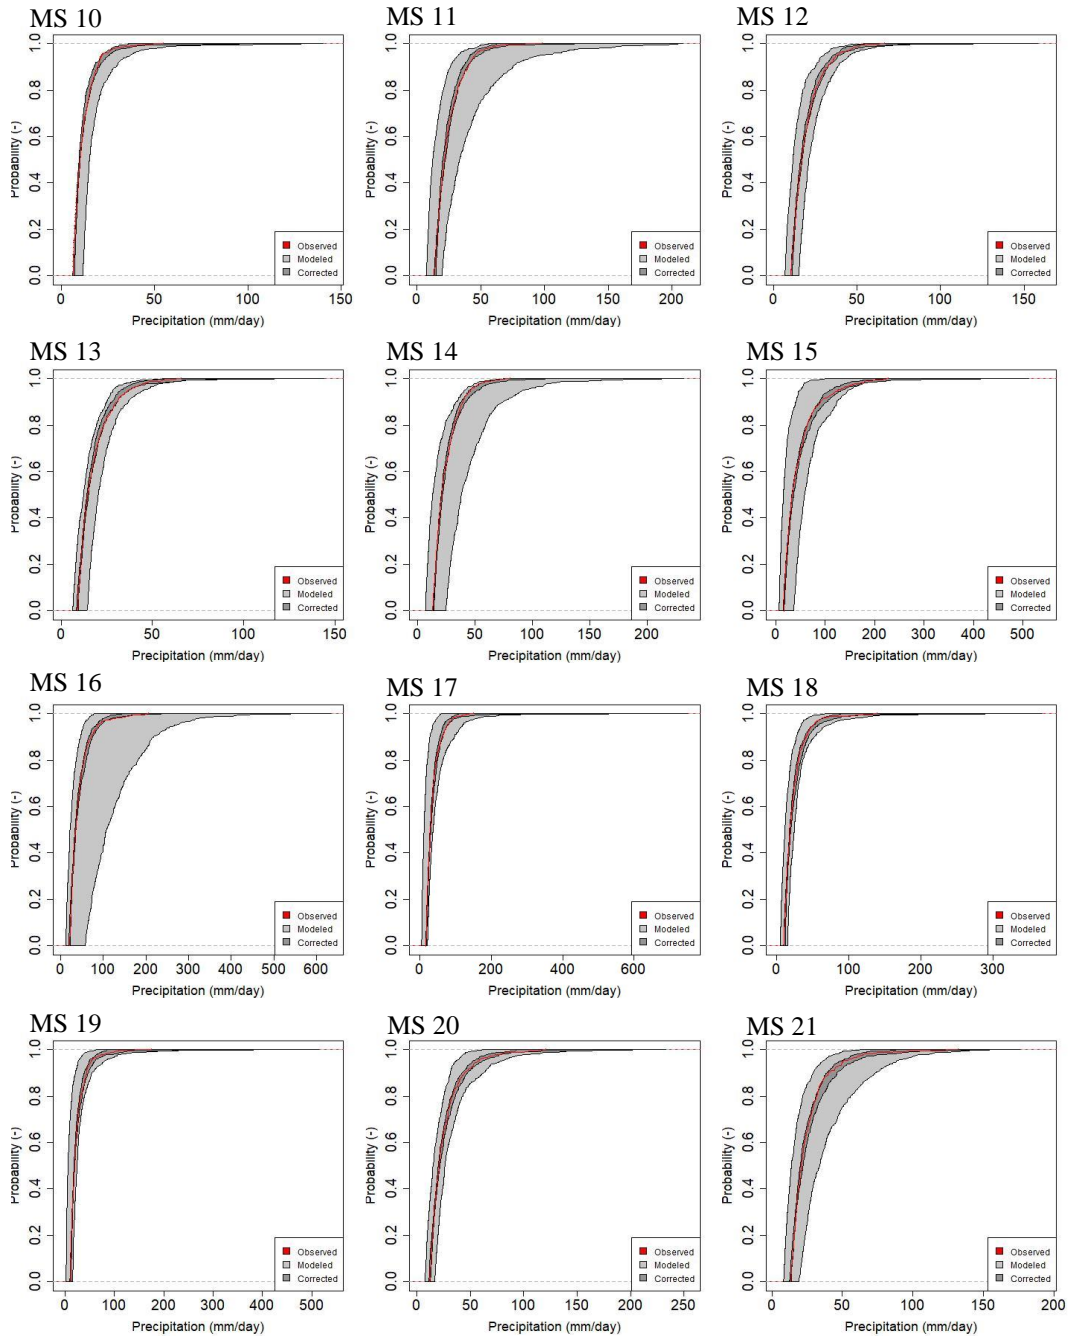 MS 10
MS 11
MS 12
Probability (-)
0.0 0.2 0.4 0.6 0.8 1.0
Observed
Modeled
Corrected
0 50 100 150
Precipitation (mm/day)
Probability (-)
0.0 0.2 0.4 0.6 0.8 1.0
Observed
Modeled
Corrected
0 50 100 150 200
Precipitation (mm/day)
Probability (-)
0.0 0.2 0.4 0.6 0.8 1.0
Observed
Modeled
Corrected
0 50 100 150
Precipitation (mm/day)
MS 13
MS 14
MS 15
Probability (-)
0.0 0.2 0.4 0.6 0.8 1.0
Observed
Modeled
Corrected
0 50 100 150
Precipitation (mm/day)
Probability (-)
0.0 0.2 0.4 0.6 0.8 1.0
Observed
Modeled
Corrected
0 50 100 150 200
Precipitation (mm/day)
Probability (-)
0.0 0.2 0.4 0.6 0.8 1.0
Observed
Modeled
Corrected
0 100 200 300 400 500
Precipitation (mm/day)
MS 16
MS 17
MS 18
Probability (-)
0.0 0.2 0.4 0.6 0.8 1.0
Observed
Modeled
Corrected
0 100 200 300 400 500 600
Precipitation (mm/day)
Probability (-)
0.0 0.2 0.4 0.6 0.8 1.0
Observed
Modeled
Corrected
0 200 400 600
Precipitation (mm/day)
Probability (-)
0.0 0.2 0.4 0.6 0.8 1.0
Observed
Modeled
Corrected
0 100 200 300
Precipitation (mm/day)
MS 19
MS 20
MS 21
Probability (-)
0.0 0.2 0.4 0.6 0.8 1.0
Observed
Modeled
Corrected
0 100 200 300 400 500
Precipitation (mm/day)
Probability (-)
0.0 0.2 0.4 0.6 0.8 1.0
Observed
Modeled
Corrected
0 50 100 150 200 250
Precipitation (mm/day)
Probability (-)
0.0 0.2 0.4 0.6 0.8 1.0
Observed
Modeled
Corrected
0 50 100 150 200
Precipitation (mm/day)